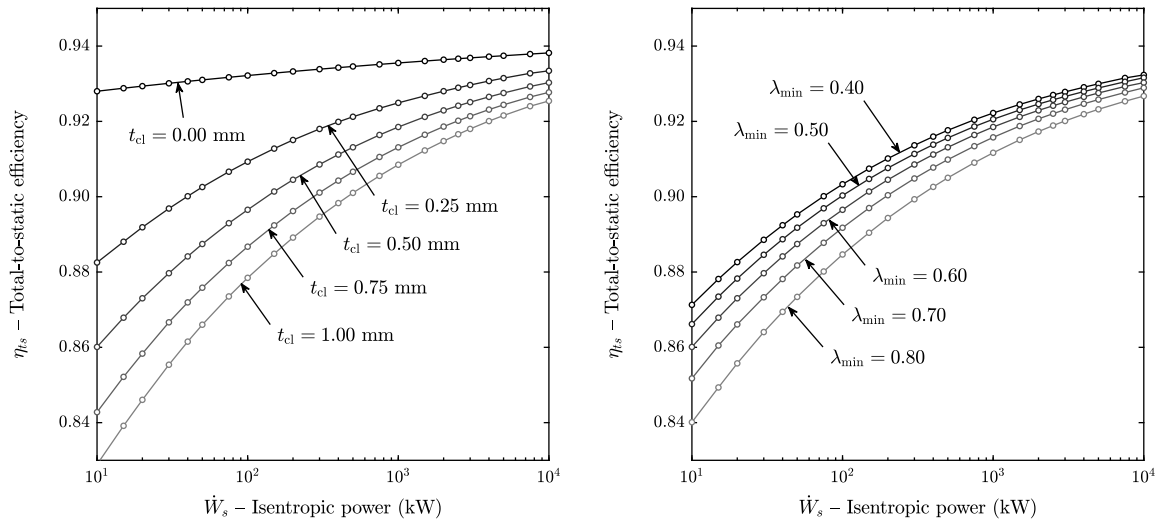 0.94
0.92
0.90
0.88
0.86
0.84
η_ts – Total-to-static efficiency
t_cl = 0.00 mm
t_cl = 0.25 mm
t_cl = 0.50 mm
t_cl = 0.75 mm
t_cl = 1.00 mm
10^1 10^2 10^3 10^4
Ẇ_s – Isentropic power (kW)
0.94
0.92
0.90
0.88
0.86
0.84
η_ts – Total-to-static efficiency
λ_min = 0.40
λ_min = 0.50
λ_min = 0.60
λ_min = 0.70
λ_min = 0.80
10^1 10^2 10^3 10^4
Ẇ_s – Isentropic power (kW)